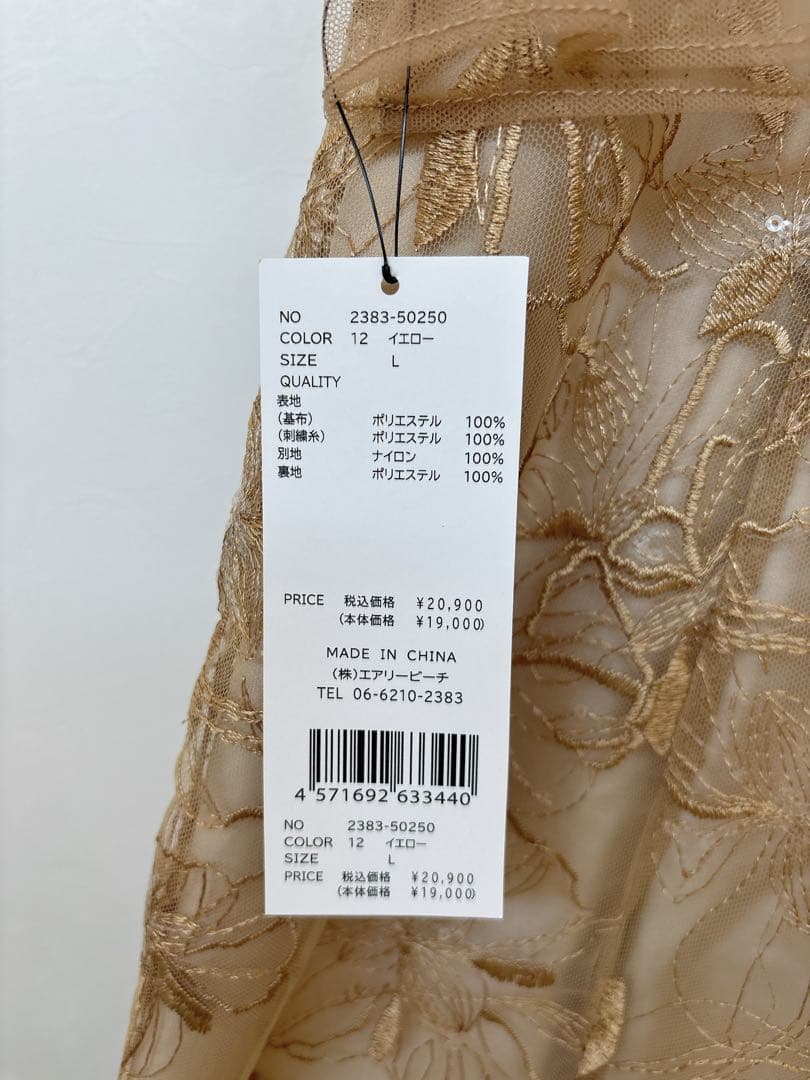 NO 2383-50250
COLOR 12 イエロー
SIZE L
QUALITY
表地
(基布) ポリエステル 100%
(刺繍糸) ポリエステル 100%
別地 ナイロン 100%
裏地 ポリエステル 100%
PRICE 税込価格 ¥20,900
(本体価格 ¥19,000)
MADE IN CHINA
(株)エアリービーチ
TEL 06-6210-2383
4 571692 633440
NO 2383-50250
COLOR 12 イエロー
SIZE L
PRICE 税込価格 ¥20,900
(本体価格 ¥19,000)